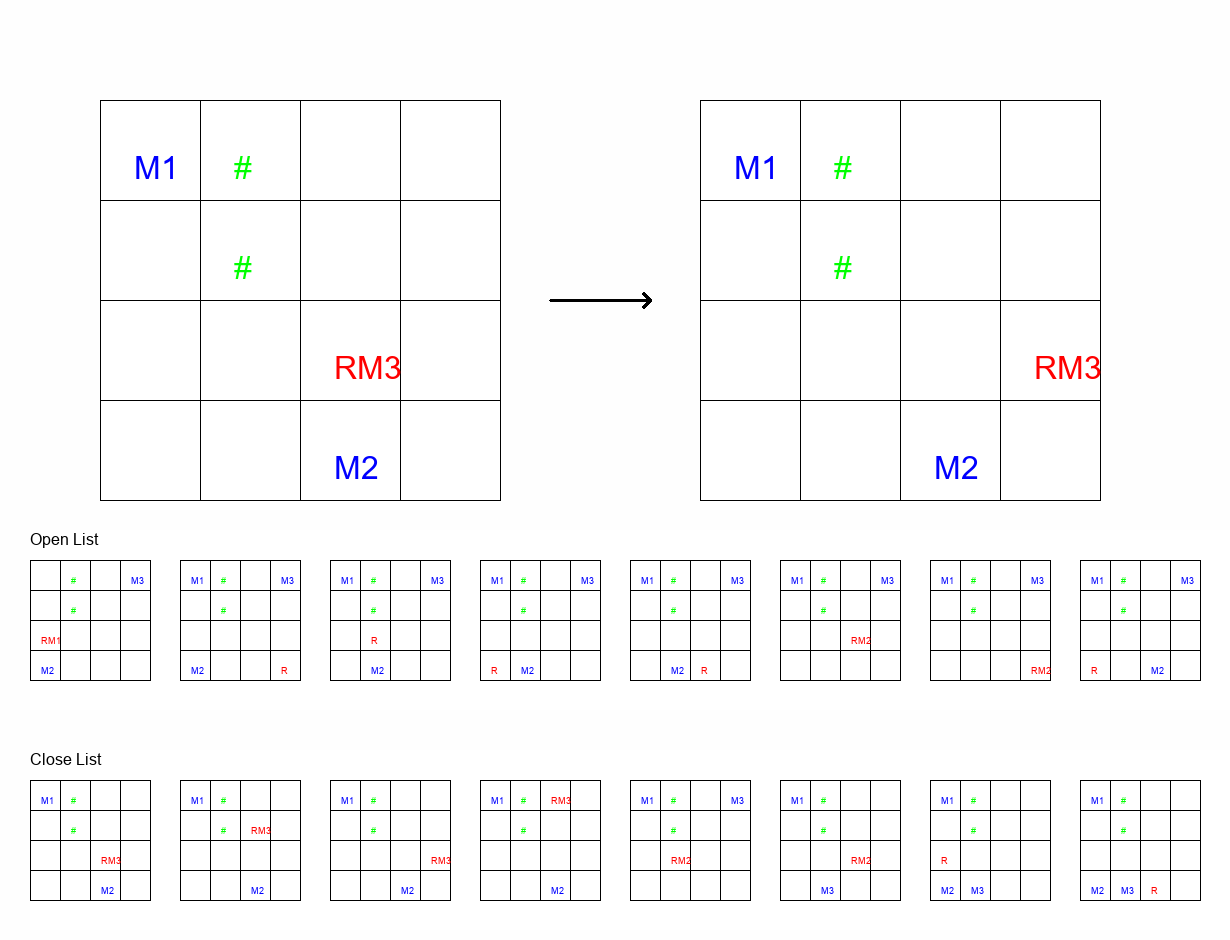 M1 # M1 #
# #
RM3 RM3
M2 M2
Open List
# M3 M1 # M3 M1 # M3 M1 # M3 M1 # M3 M1 # M3 M1 # M3 M1 # M3
# # # # # # # #
RM1 R RM2
M2 M2 R M2 R M2 M2 R RM2 R M2
Close List
M1 # M1 # M1 # M1 # RM3 M1 # M3 M1 # M1 # M1 #
# # RM3 # # # # # #
RM3 RM3 RM2 RM2 R
M2 M2 M2 M2 M3 M2 M3 M2 M3 R